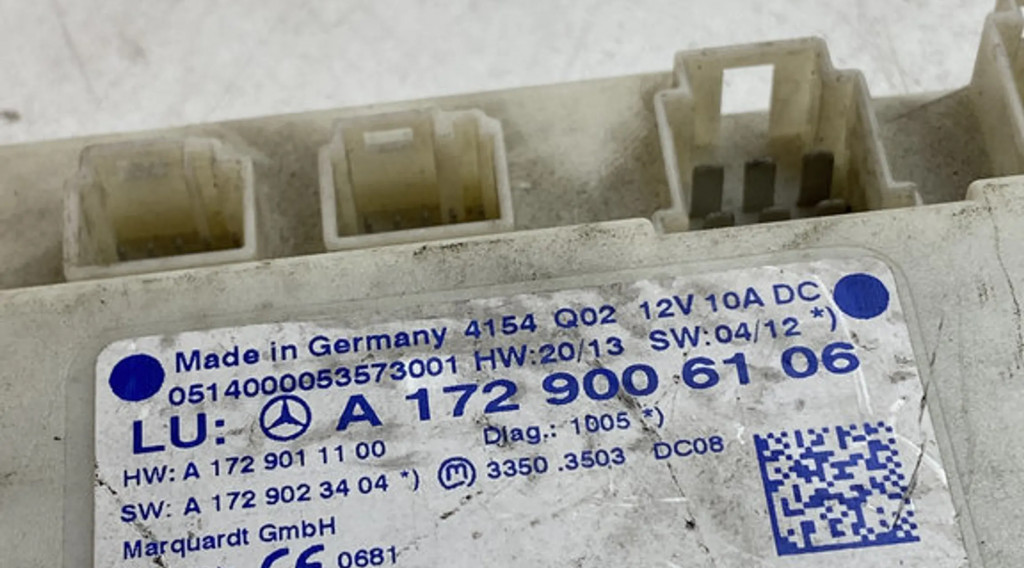 Made in Germany 4154 Q02 12V 10A DC
0514000053573001 HW:20/13 SW:04/12 *)
LU: A 172 900 61 06
Diag.: 1005 *)
HW: A 172 901 11 00
SW: A 172 902 34 04 *) m 3350 .3503 DC08
Marquardt GmbH
CE 0681